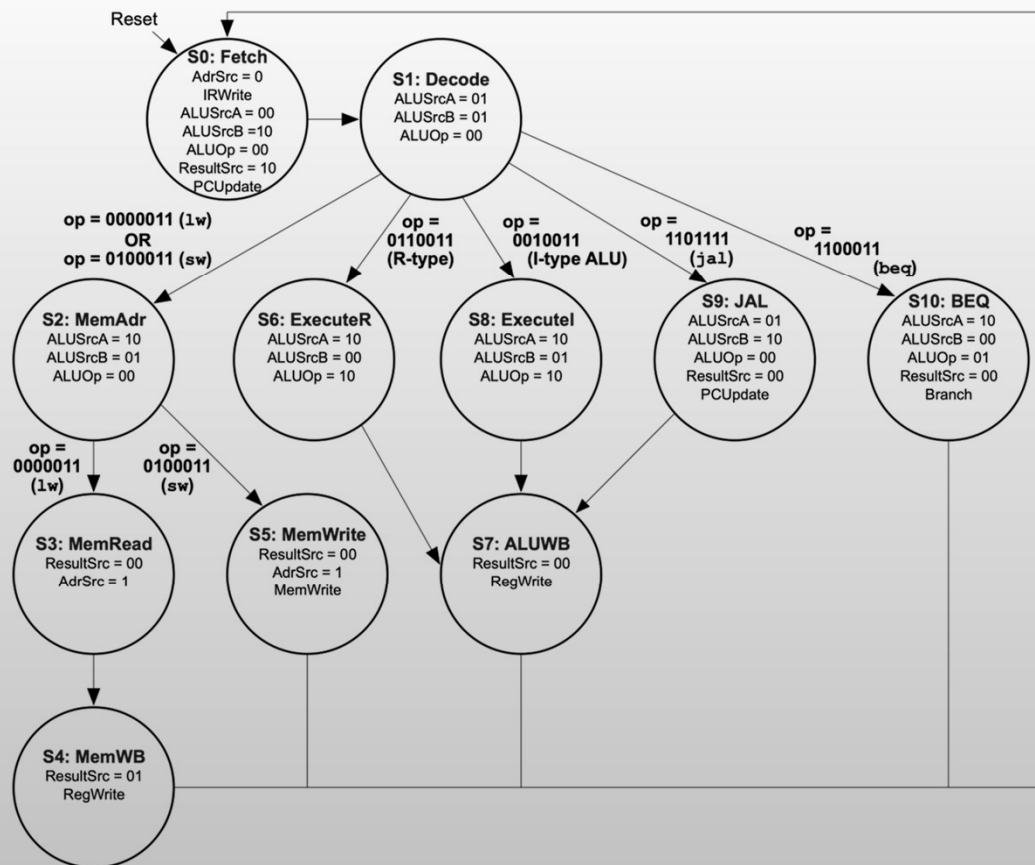 Reset
S0: Fetch
AdrSrc = 0
IRWrite
ALUSrcA = 00
ALUSrcB =10
ALUOp = 00
ResultSrc = 10
PCUpdate
S1: Decode
ALUSrcA = 01
ALUSrcB = 01
ALUOp = 00
op = 0000011 (lw)
OR
op = 0100011 (sw)
op =
0110011
(R-type)
op =
0010011
(I-type ALU)
op =
1101111
(jal)
op =
1100011
(beq)
S2: MemAdr
ALUSrcA = 10
ALUSrcB = 01
ALUOp = 00
S6: ExecuteR
ALUSrcA = 10
ALUSrcB = 00
ALUOp = 10
S8: ExecuteI
ALUSrcA = 10
ALUSrcB = 01
ALUOp = 10
S9: JAL
ALUSrcA = 01
ALUSrcB = 10
ALUOp = 00
ResultSrc = 00
PCUpdate
S10: BEQ
ALUSrcA = 10
ALUSrcB = 00
ALUOp = 01
ResultSrc = 00
Branch
op =
0000011
(lw)
op =
0100011
(sw)
S3: MemRead
ResultSrc = 00
AdrSrc = 1
S5: MemWrite
ResultSrc = 00
AdrSrc = 1
MemWrite
S7: ALUWB
ResultSrc = 00
RegWrite
S4: MemWB
ResultSrc = 01
RegWrite